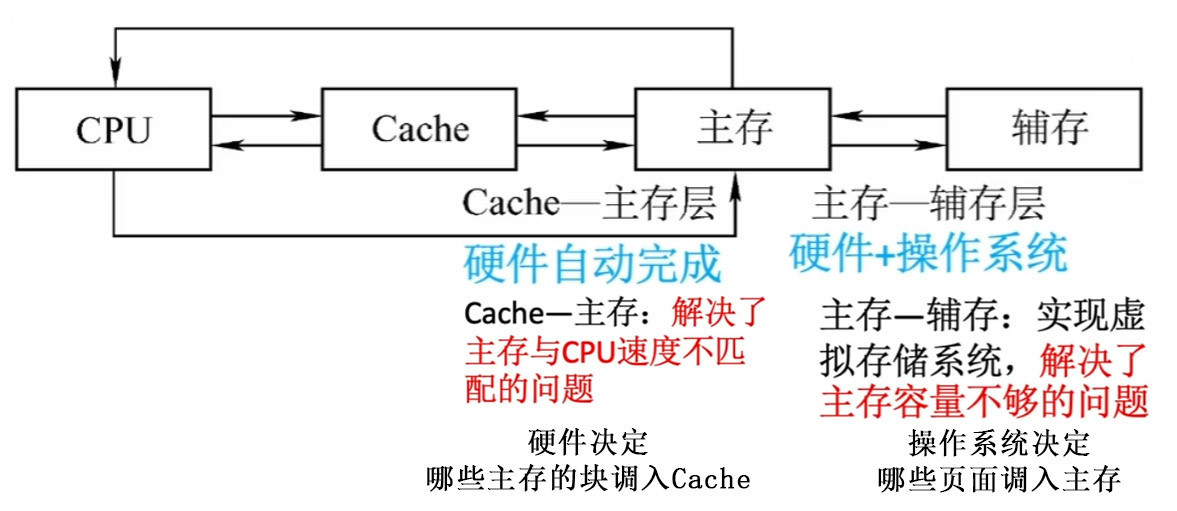 CPU
Cache
主存
辅存
Cache—主存层
主存—辅存层
硬件自动完成
硬件+操作系统
Cache—主存：解决了
主存与CPU速度不匹
配的问题
主存—辅存：实现虚
拟存储系统，解决了
主存容量不够的问题
硬件决定
哪些主存的块调入Cache
操作系统决定
哪些页面调入主存